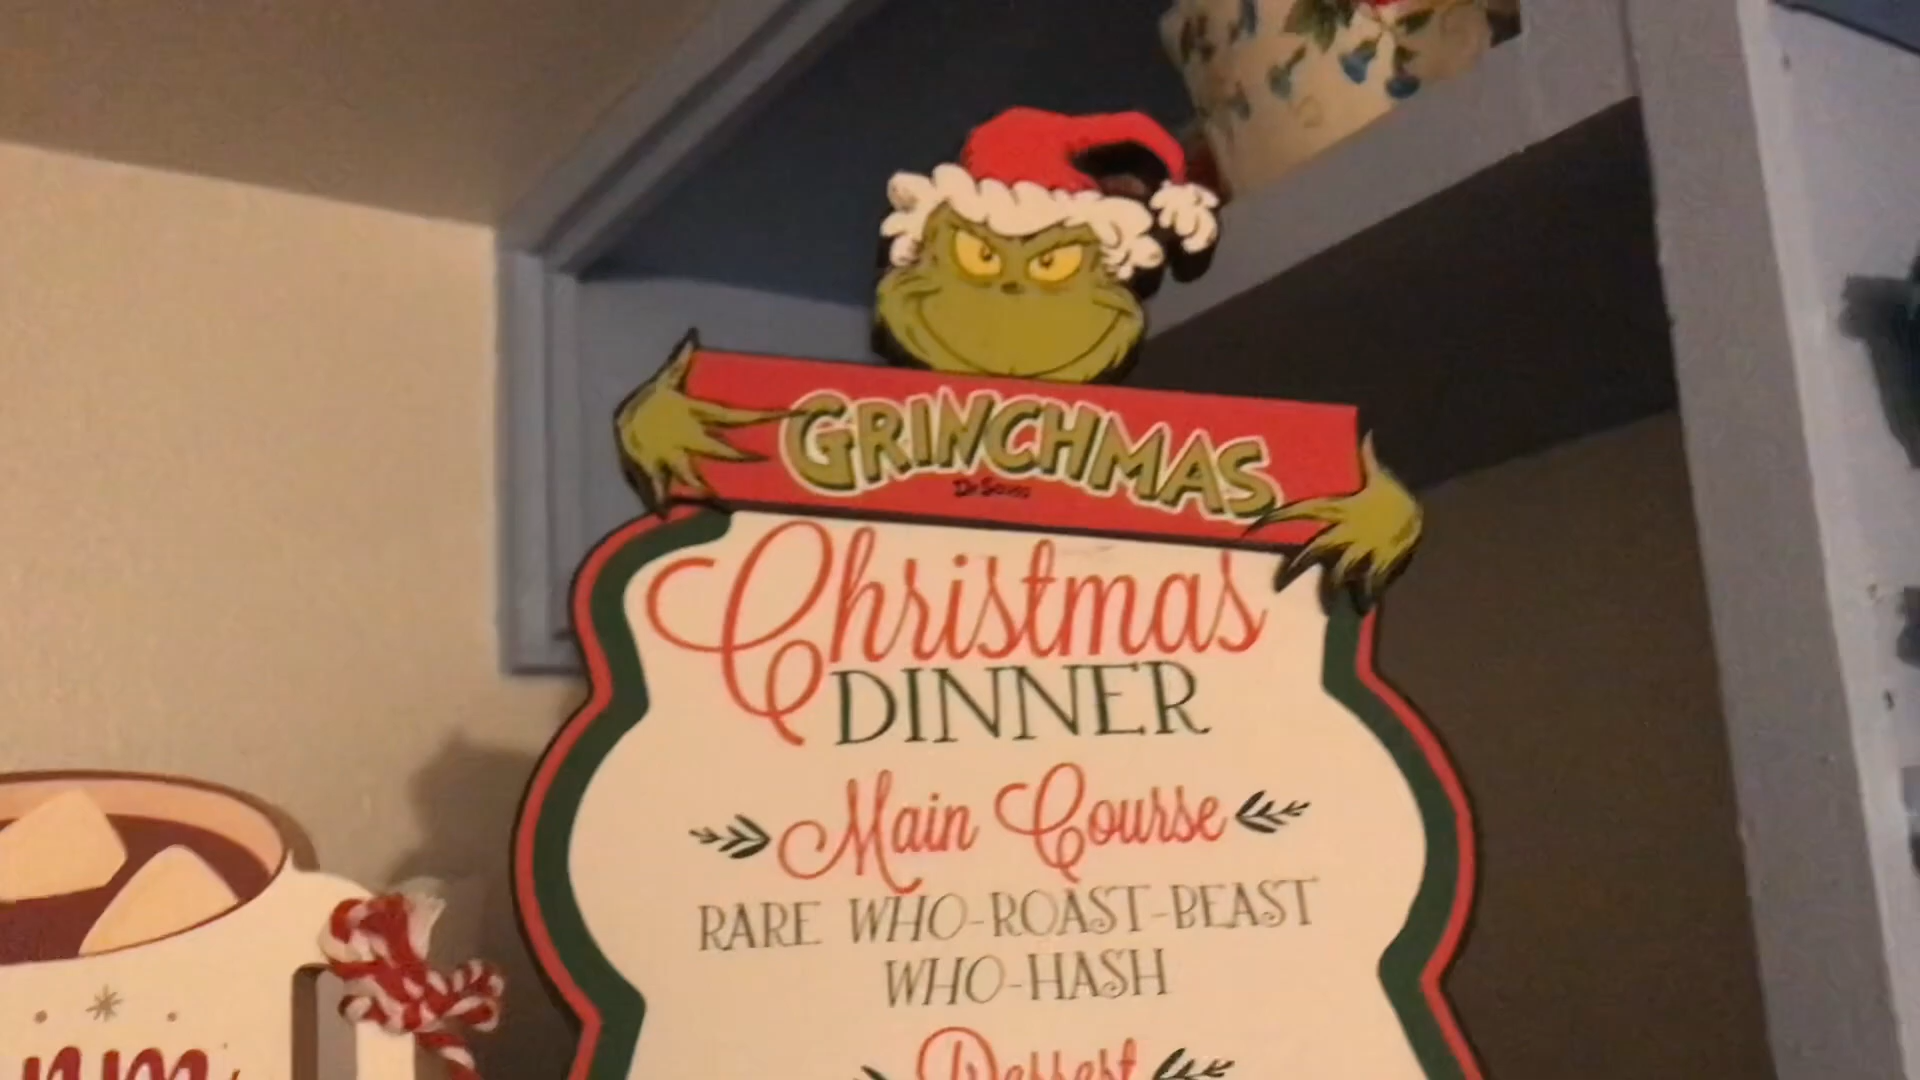 GRINCHMAS
Dr. Seuss
Christmas
DINNER
Main Course
RARE WHO-ROAST-BEAST
WHO-HASH
Dessert